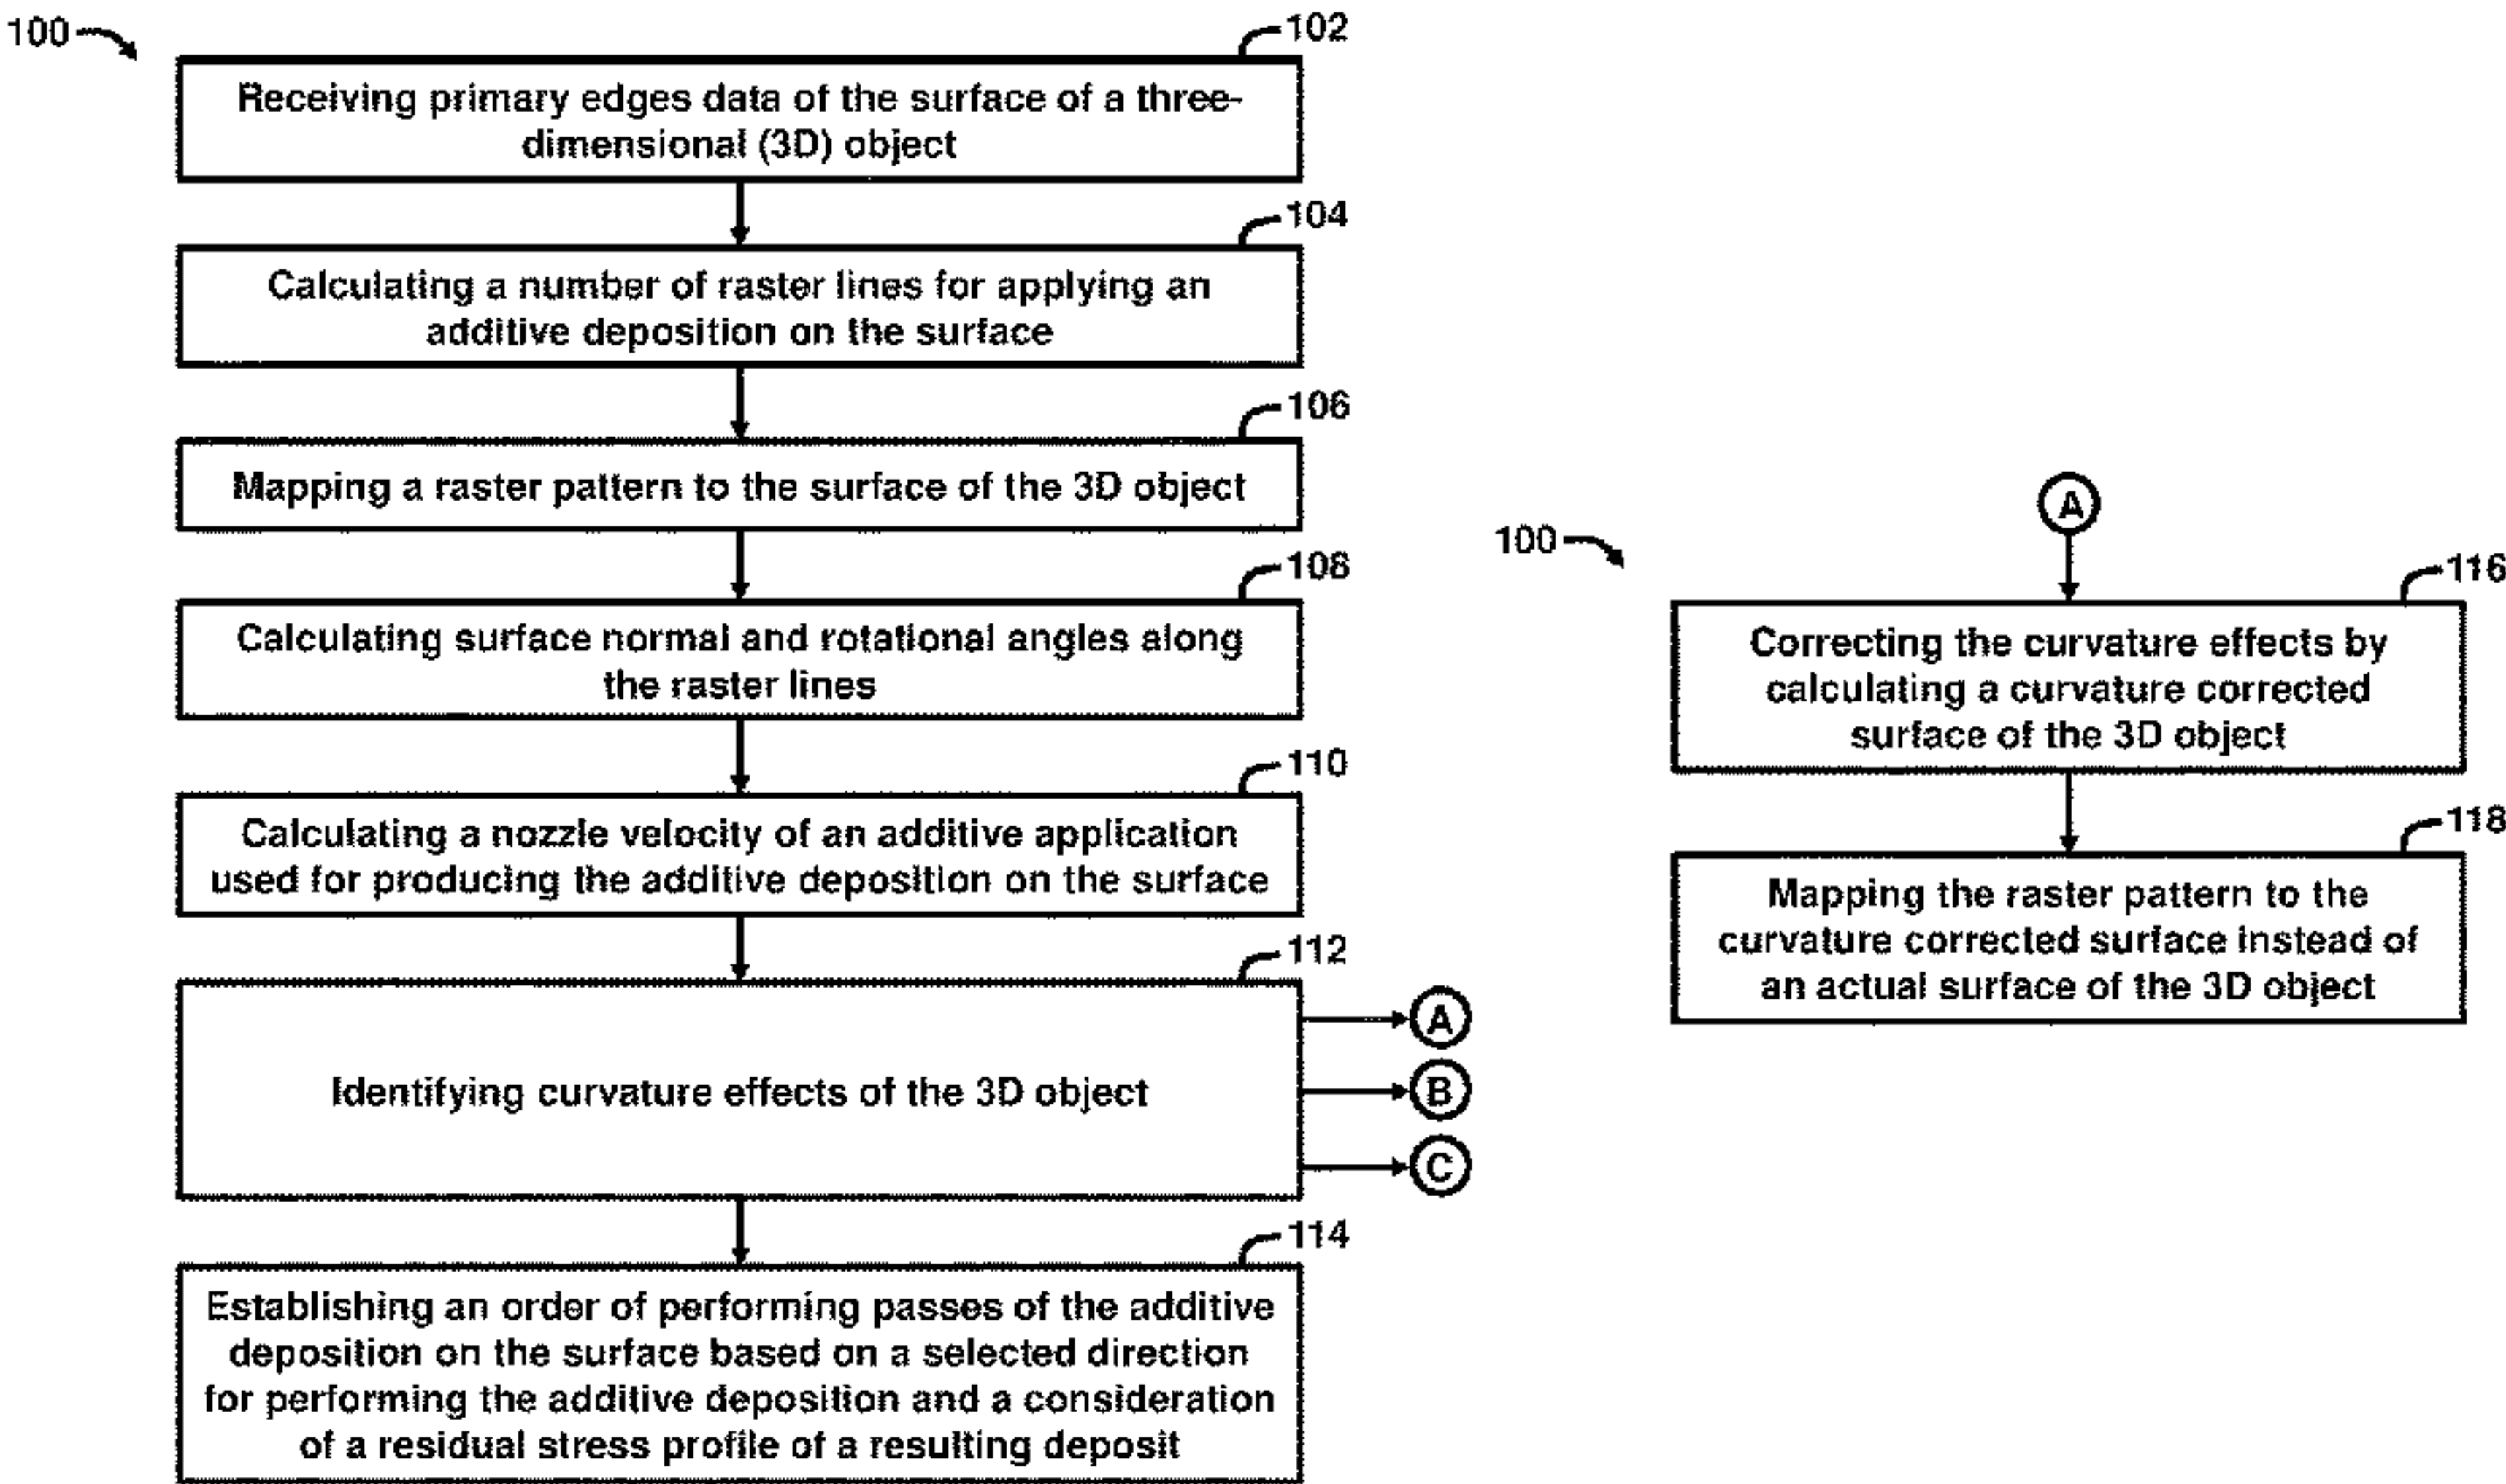 100
102
Receiving primary edges data of the surface of a three-
dimensional (3D) object
104
Calculating a number of raster lines for applying an
additive deposition on the surface
106
Mapping a raster pattern to the surface of the 3D object
108
Calculating surface normal and rotational angles along
the raster lines
110
Calculating a nozzle velocity of an additive application
used for producing the additive deposition on the surface
112
Identifying curvature effects of the 3D object
A
B
C
114
Establishing an order of performing passes of the additive
deposition on the surface based on a selected direction
for performing the additive deposition and a consideration
of a residual stress profile of a resulting deposit
100
A
116
Correcting the curvature effects by
calculating a curvature corrected
surface of the 3D object
118
Mapping the raster pattern to the
curvature corrected surface instead of
an actual surface of the 3D object